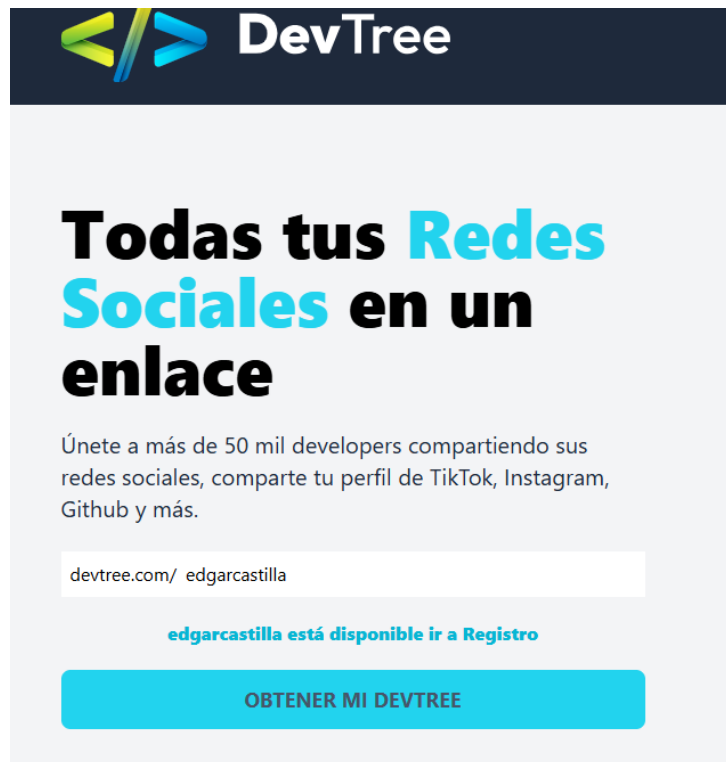 DevTree
Todas tus Redes
Sociales en un
enlace
Únete a más de 50 mil developers compartiendo sus
redes sociales, comparte tu perfil de TikTok, Instagram,
Github y más.
devtree.com/ edgarcastilla
edgarcastilla está disponible ir a Registro
OBTENER MI DEVTREE